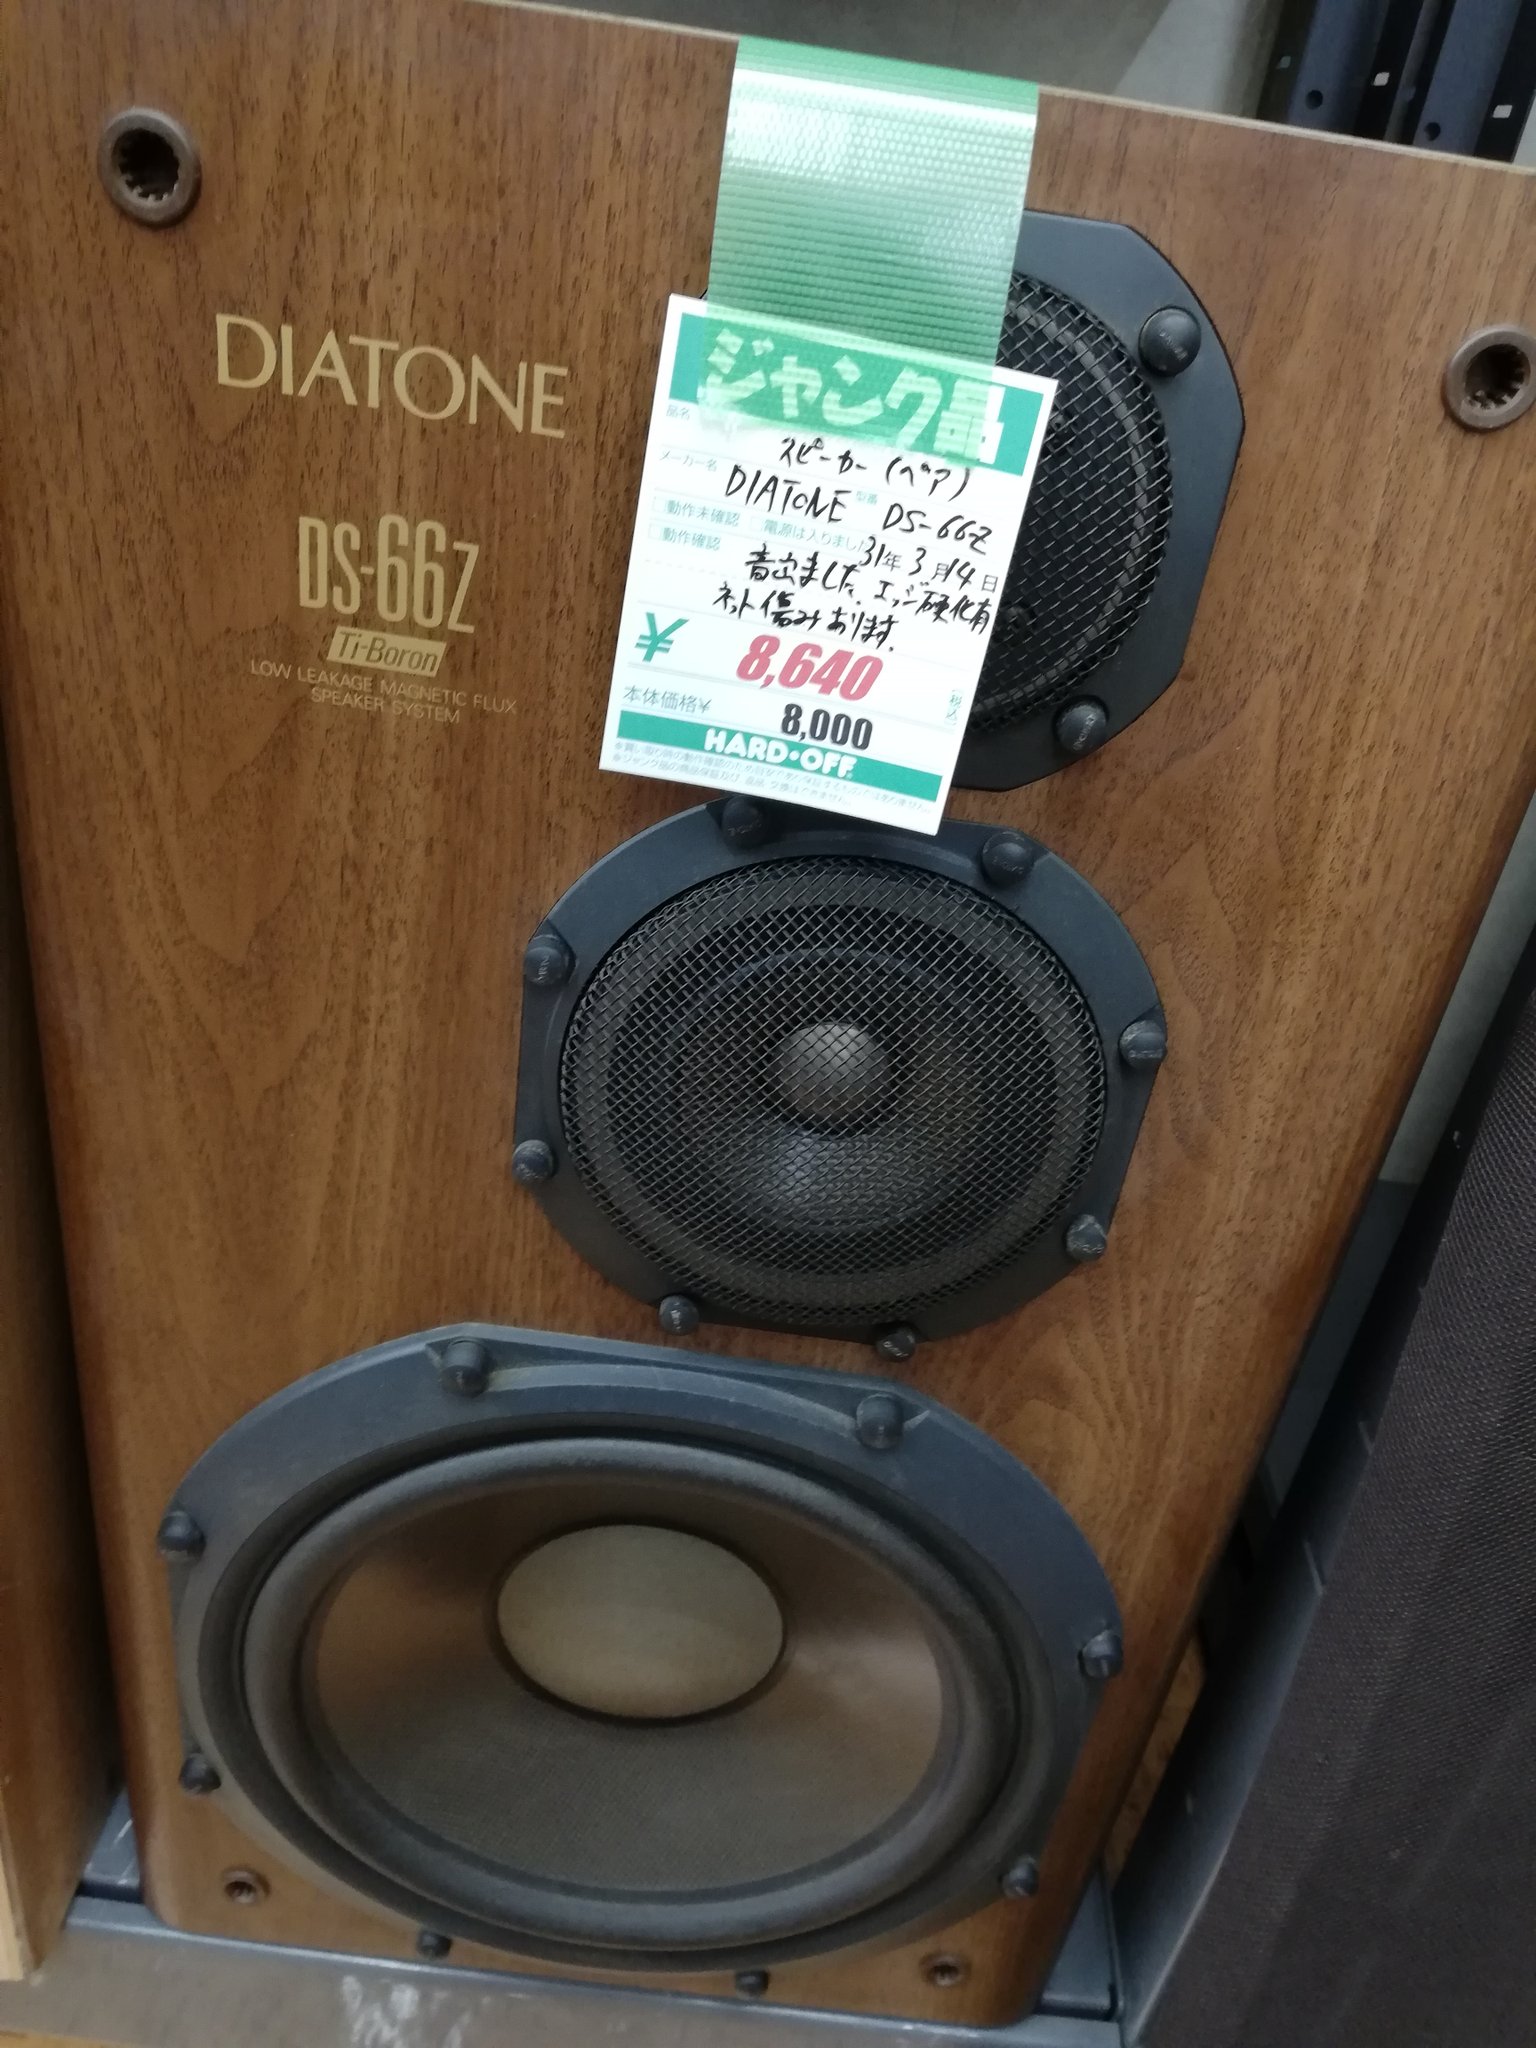 DIATONE
DS-66Z
Ti-Boron
LOW LEAKAGE MAGNETIC FLUX
SPEAKER SYSTEM
ジャンク品
品名
スピーカー(ペア)
メーカー名 DIATONE 型番 DS-66Z
動作未確認 電源は入りました
動作確認 31年3月14日
音出ました。エッジ硬化有
ネット傷みあります。
¥ 8,640 (税込)
本体価格¥ 8,000
HARD・OFF